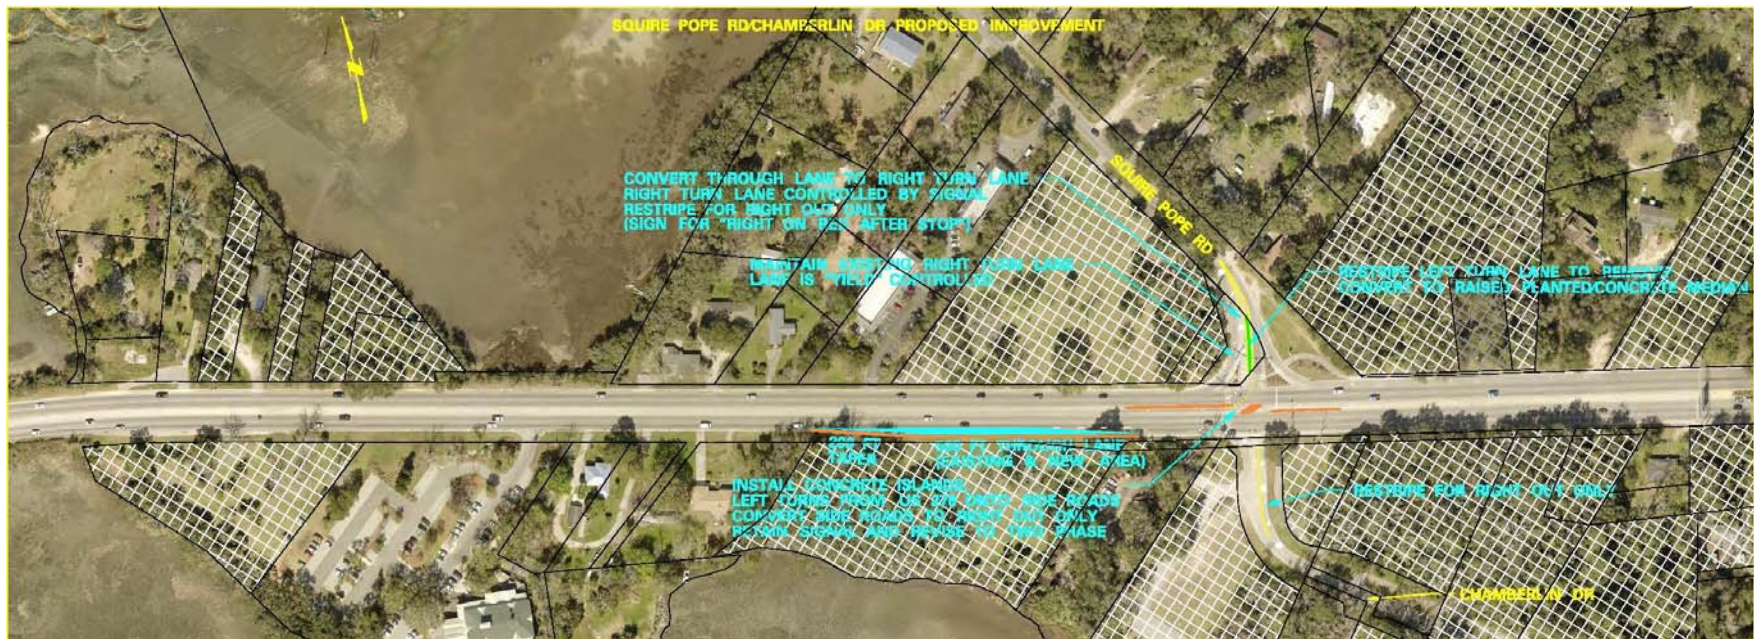 SQUIRE POPE RD/CHAMBERLIN DR PROPOSED IMPROVEMENT
CONVERT THROUGH LANE TO RIGHT TURN LANE
RIGHT TURN LANE CONTROLLED BY SIGNAL
RESTRIPE FOR RIGHT OUT ONLY
(SIGN FOR "RIGHT ON RED AFTER STOP")
SQUIRE POPE RD
MAINTAIN EXISTING RIGHT TURN LANE
LANE IS "YIELD" CONTROLLED
RESTRIPE LEFT TURN LANE TO
CONVERT TO RAISED PLANTED/CONCRETE MEDIAN
TAPER
LANE
(EXISTING & NEW AREA)
INSTALL CONCRETE ISLANDS
LEFT TURNS FROM US 278 ONTO SIDE ROADS
CONVERT SIDE ROADS TO RIGHT OUT ONLY
RETAIN SIGNAL AND REVISE TO TWO PHASE
RESTRIPE FOR RIGHT OUT ONLY
CHAMBERLIN DR